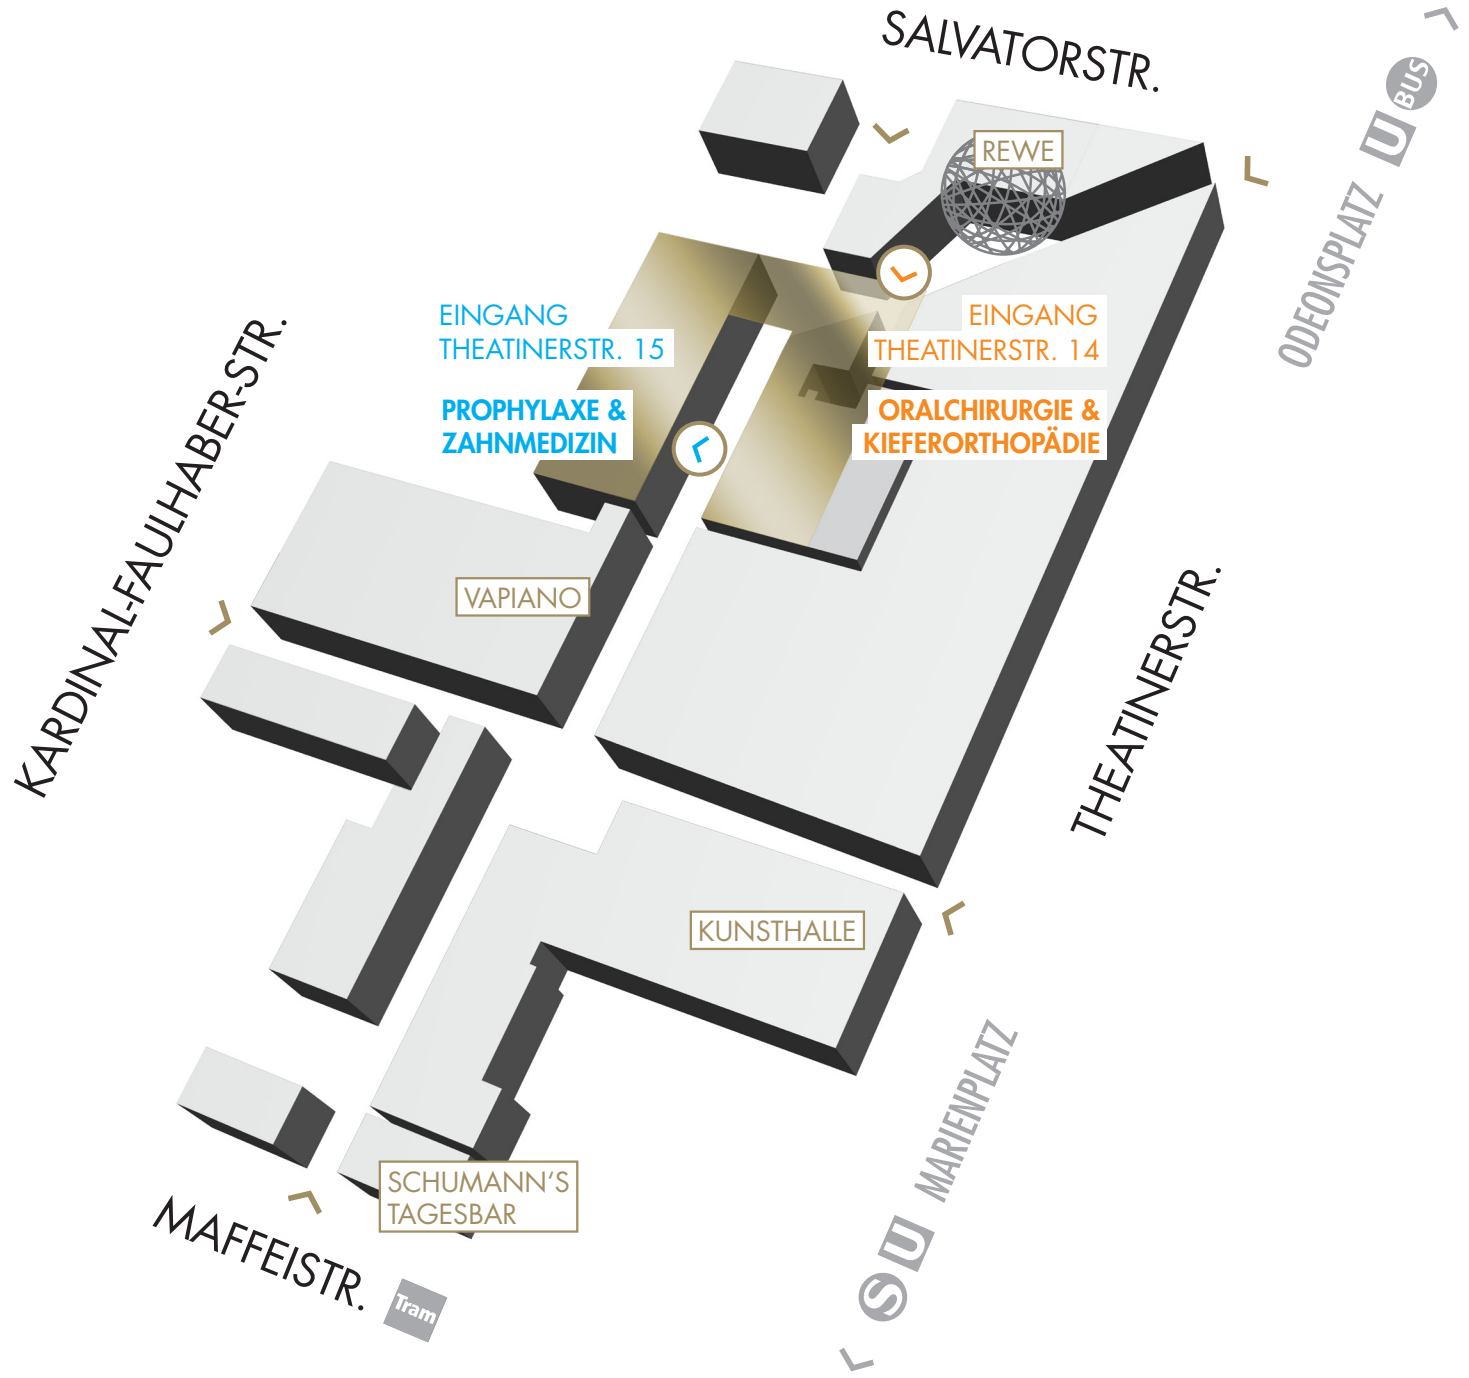 SALVATORSTR.
BUS
U
ODEONSPLATZ
REWE
EINGANG
THEATINERSTR. 15
PROPHYLAXE &
ZAHNMEDIZIN
EINGANG
THEATINERSTR. 14
ORALCHIRURGIE &
KIEFERORTHOPÄDIE
KARDINAL-FAULHABER-STR.
VAPIANO
THEATINERSTR.
KUNSTHALLE
MARIENPLATZ
S U
SCHUMANN'S
TAGESBAR
MAFFEISTR.
Tram